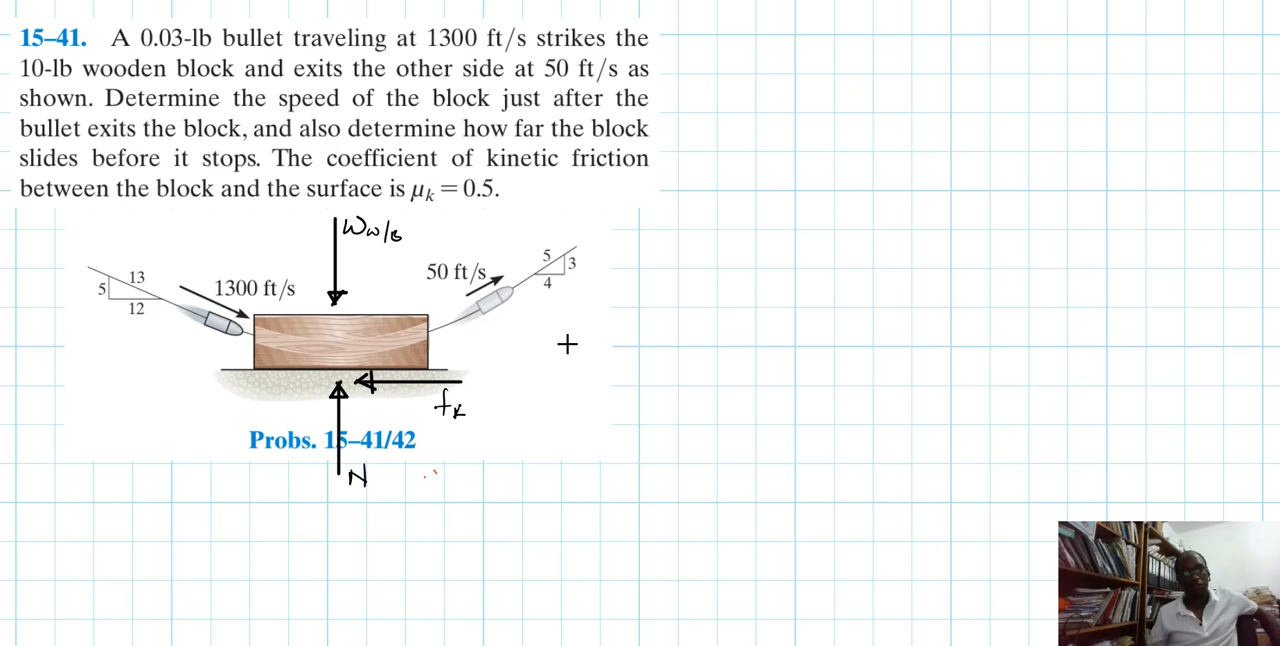 15–41. A 0.03-lb bullet traveling at 1300 ft/s strikes the
10-lb wooden block and exits the other side at 50 ft/s as
shown. Determine the speed of the block just after the
bullet exits the block, and also determine how far the block
slides before it stops. The coefficient of kinetic friction
between the block and the surface is μk = 0.5.
Ww/B
5
13
12
1300 ft/s
50 ft/s
5
3
4
+
fk
Probs. 15–41/42
N